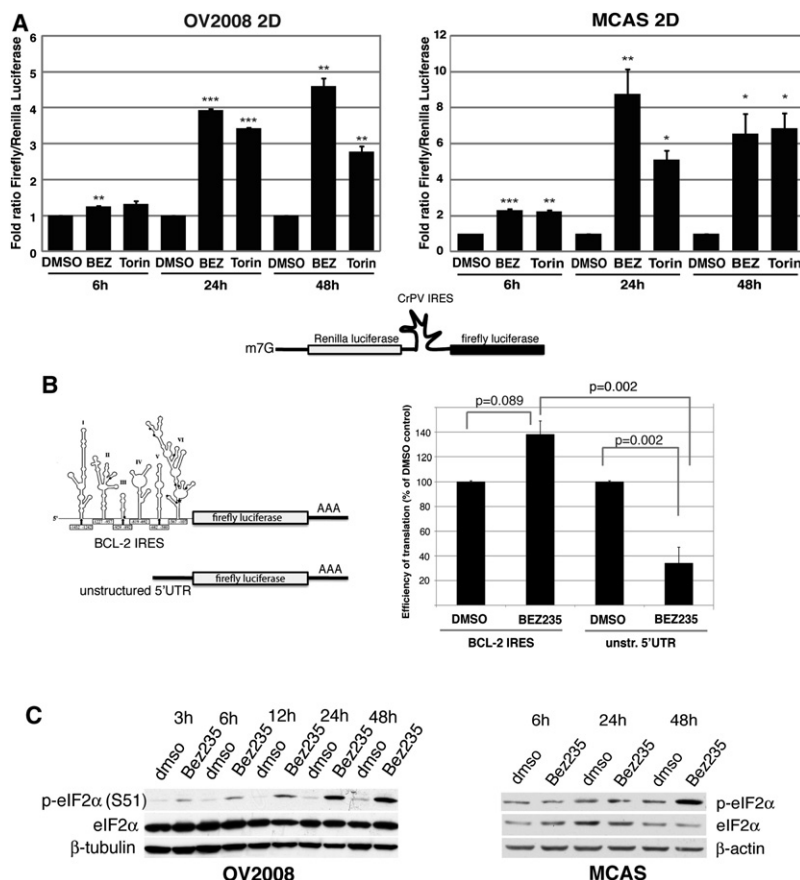 A
OV2008 2D
MCAS 2D
Fold ratio Firefly/Renilla Luciferase
6
5
4
3
2
1
0
** *** *** ** **
DMSO BEZ Torin DMSO BEZ Torin DMSO BEZ Torin
6h 24h 48h
Fold ratio Firefly/Renilla Luciferase
12
10
8
6
4
2
0
*** ** ** * * *
DMSO BEZ Torin DMSO BEZ Torin DMSO BEZ Torin
6h 24h 48h
CrPV IRES
m7G Renilla luciferase firefly luciferase
B
I II III IV V VI
5'
BCL-2 IRES
firefly luciferase AAA
unstructured 5'UTR
firefly luciferase AAA
Efficiency of translation (% of DMSO control)
140
120
100
80
60
40
20
p=0.089
p=0.002
p=0.002
DMSO BEZ235 DMSO BEZ235
BCL-2 IRES unstr. 5'UTR
C
3h 6h 12h 24h 48h
dmso Bez235 dmso Bez235 dmso Bez235 dmso Bez235 dmso Bez235
p-eIF2α (S51)
eIF2α
β-tubulin
OV2008
6h 24h 48h
dmso Bez235 dmso Bez235 dmso Bez235
p-eIF2α
eIF2α
β-actin
MCAS